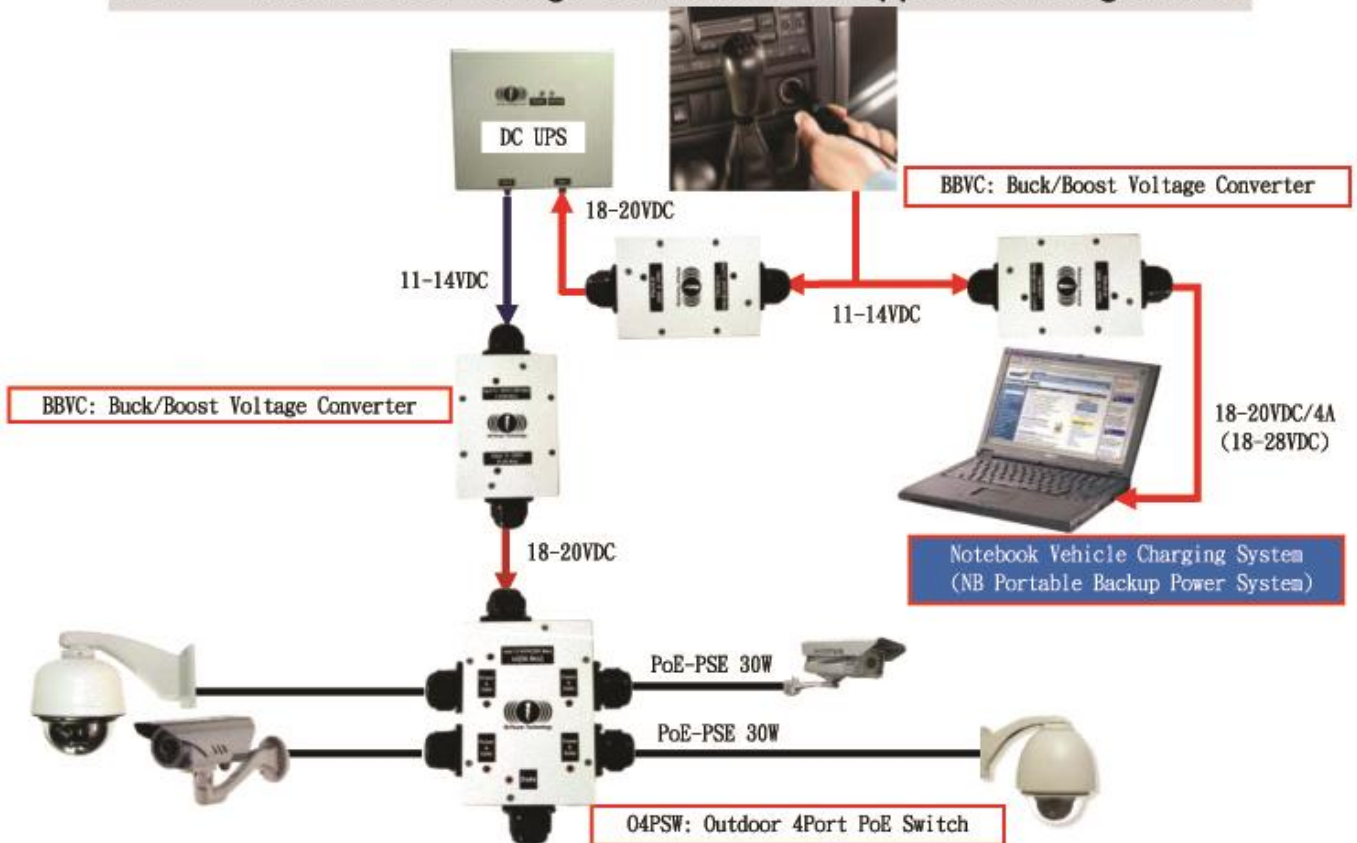 DC UPS
BBVC: Buck/Boost Voltage Converter
18-20VDC
11-14VDC
11-14VDC
BBVC: Buck/Boost Voltage Converter
18-20VDC/4A
(18-28VDC)
18-20VDC
Notebook Vehicle Charging System
(NB Portable Backup Power System)
PoE-PSE 30W
PoE-PSE 30W
Data
O4PSW: Outdoor 4Port PoE Switch